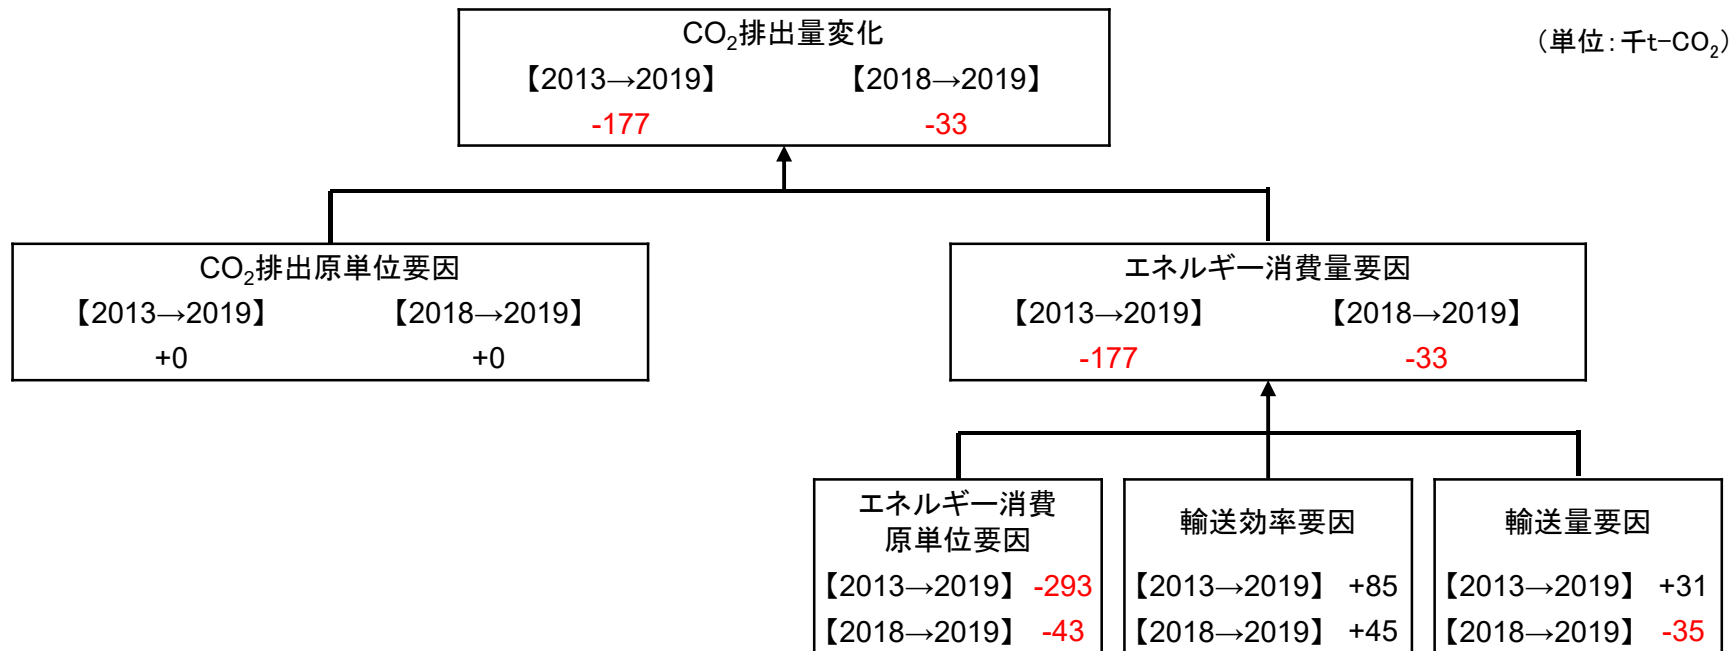 CO₂排出量変化
(単位:千t-CO₂)
【2013→2019】 【2018→2019】
-177 -33
CO₂排出原単位要因
【2013→2019】 【2018→2019】
+0 +0
エネルギー消費量要因
【2013→2019】 【2018→2019】
-177 -33
エネルギー消費
原単位要因
【2013→2019】 -293
【2018→2019】 -43
輸送効率要因
【2013→2019】 +85
【2018→2019】 +45
輸送量要因
【2013→2019】 +31
【2018→2019】 -35